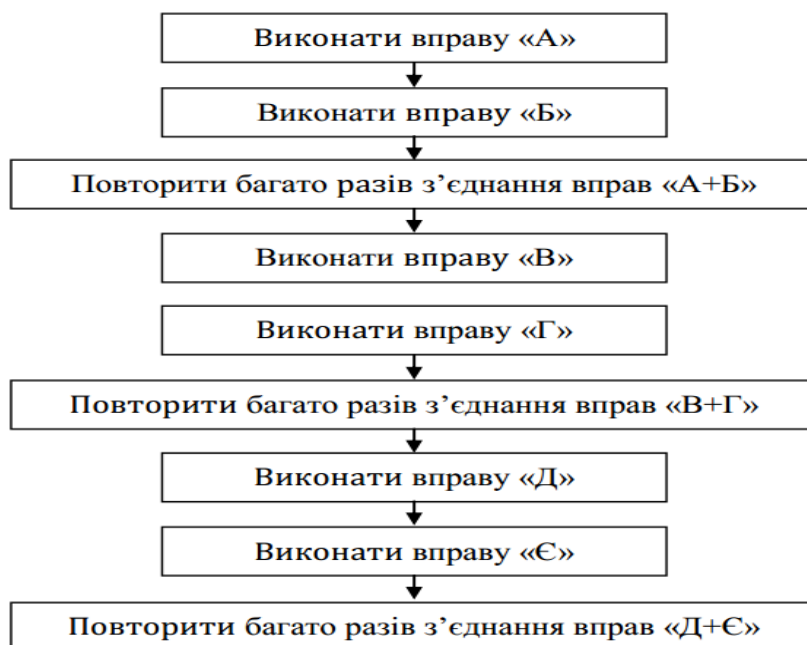 Виконати вправу «А»
Виконати вправу «Б»
Повторити багато разів з’єднання вправ «А+Б»
Виконати вправу «В»
Виконати вправу «Г»
Повторити багато разів з’єднання вправ «В+Г»
Виконати вправу «Д»
Виконати вправу «Є»
Повторити багато разів з’єднання вправ «Д+Є»